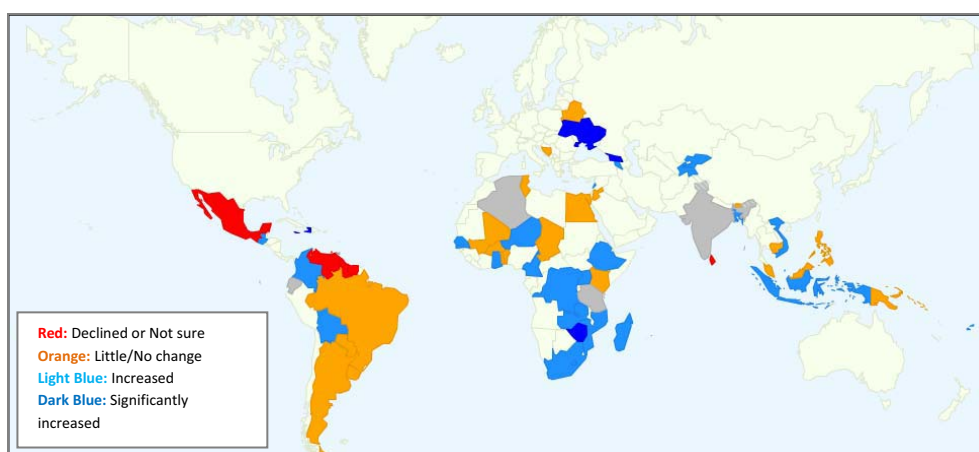 Red: Declined or Not sure
Orange: Little/No change
Light Blue: Increased
Dark Blue: Significantly
increased